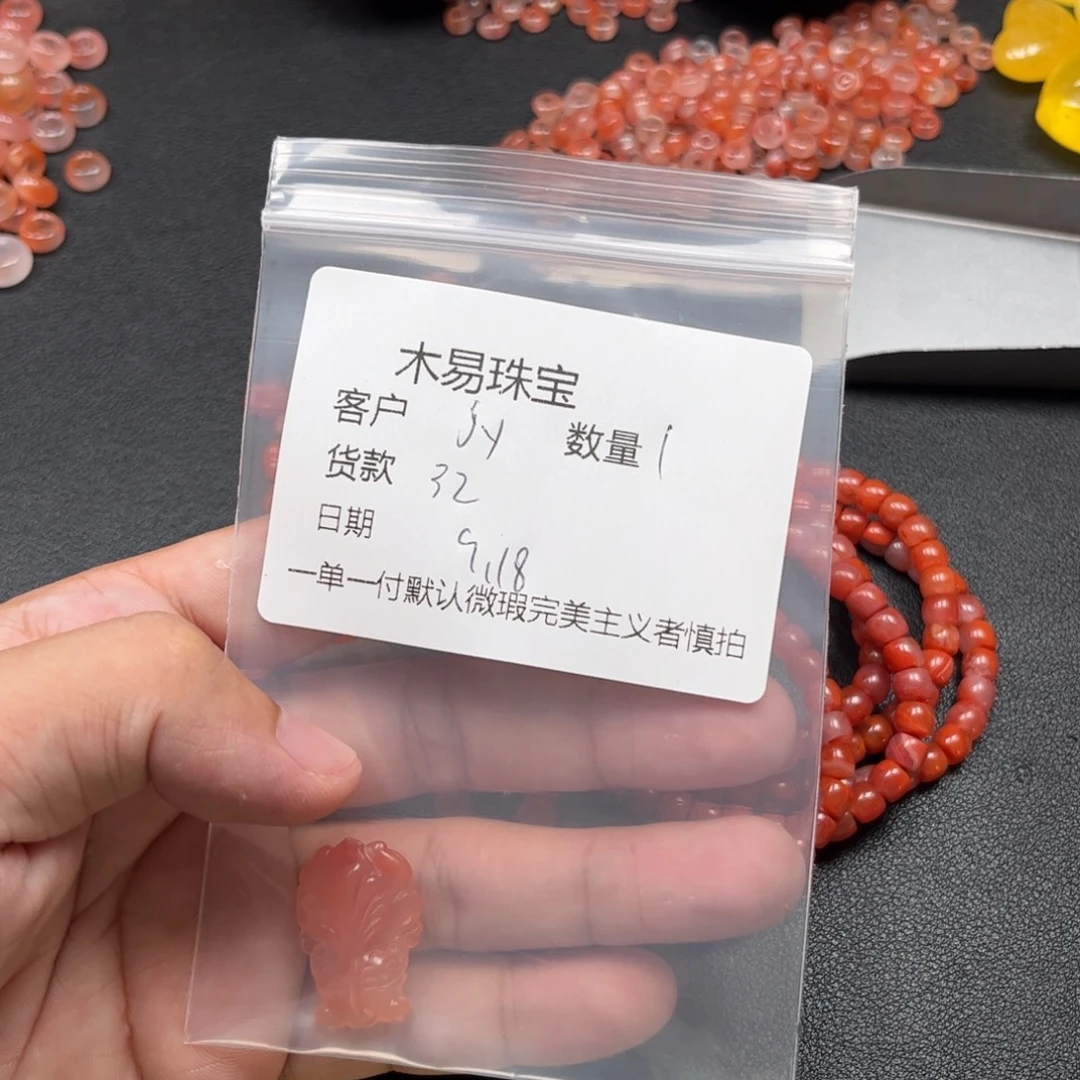 木易珠宝
客户 Jy 数量 1
货款 32
日期 9.18
一单一付默认微瑕完美主义者慎拍